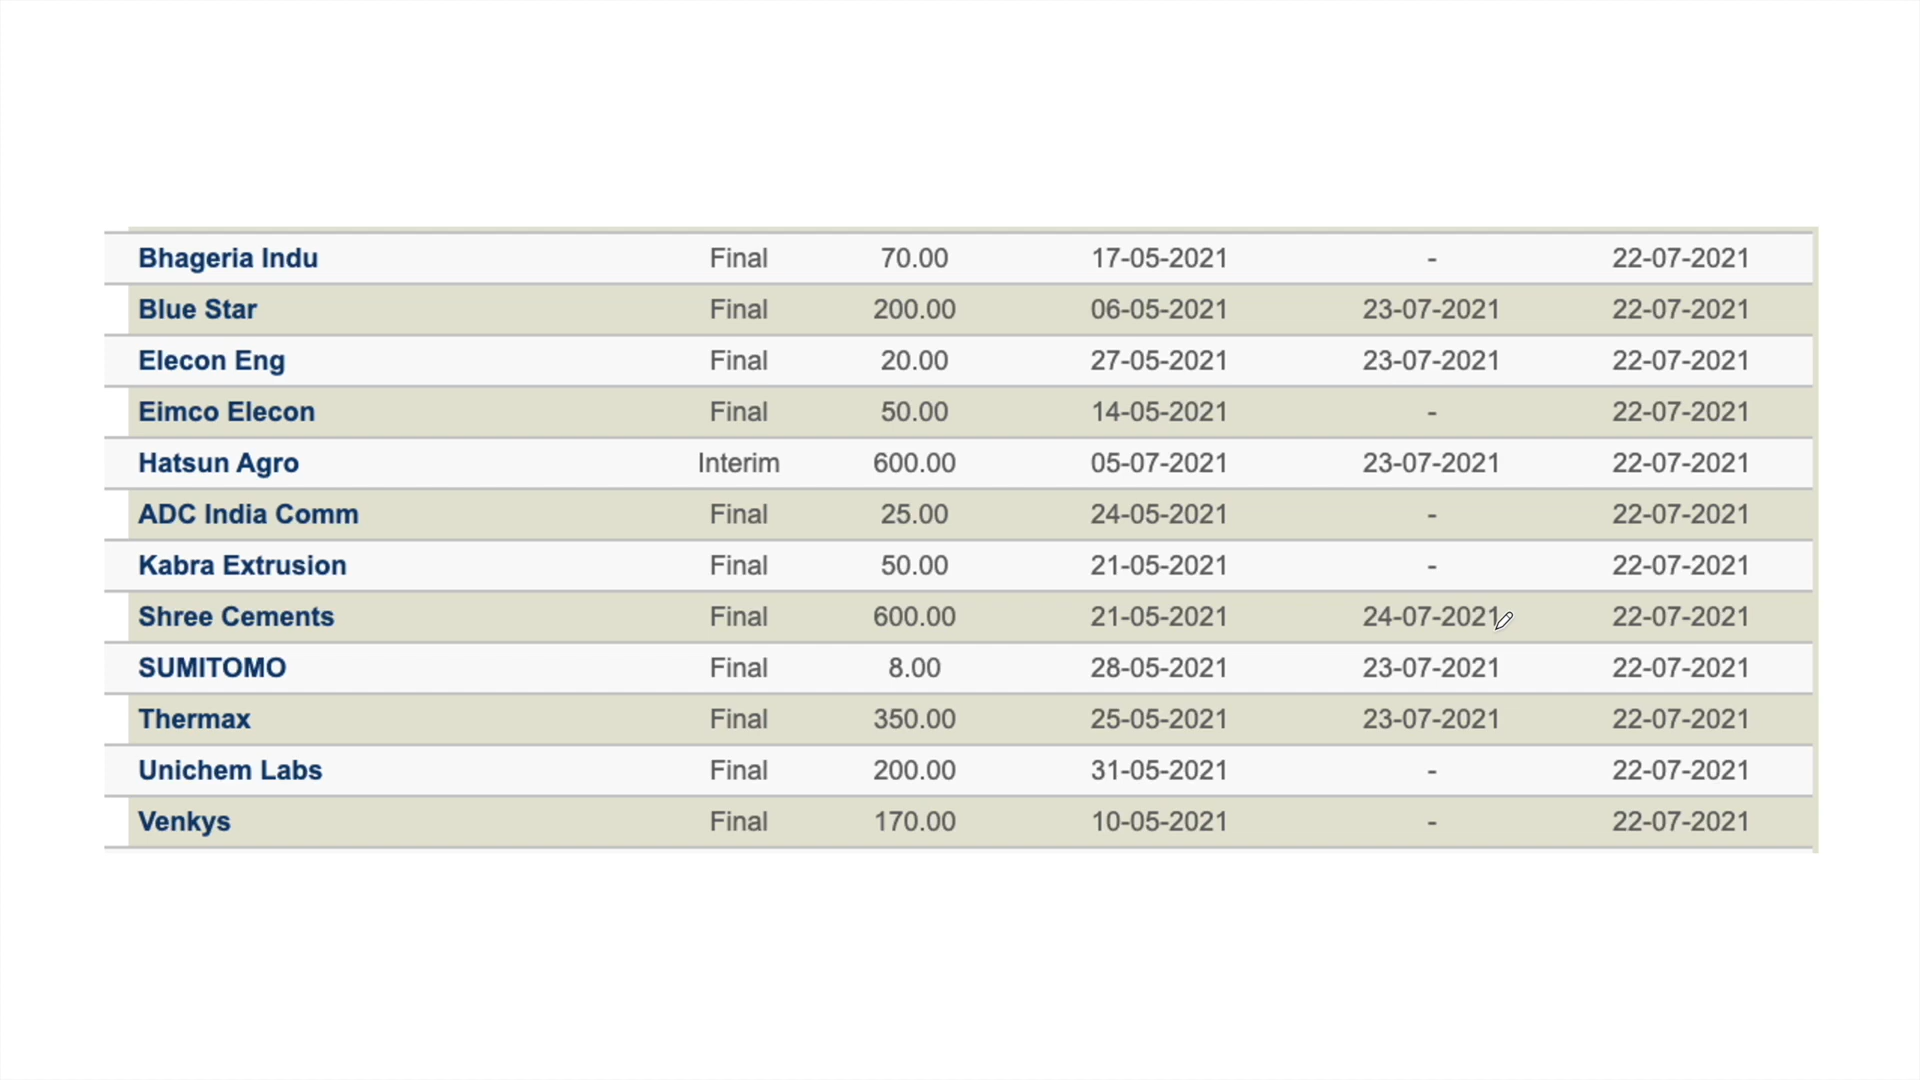 Bhageria Indu Final 70.00 17-05-2021 - 22-07-2021
Blue Star Final 200.00 06-05-2021 23-07-2021 22-07-2021
Elecon Eng Final 20.00 27-05-2021 23-07-2021 22-07-2021
Eimco Elecon Final 50.00 14-05-2021 - 22-07-2021
Hatsun Agro Interim 600.00 05-07-2021 23-07-2021 22-07-2021
ADC India Comm Final 25.00 24-05-2021 - 22-07-2021
Kabra Extrusion Final 50.00 21-05-2021 - 22-07-2021
Shree Cements Final 600.00 21-05-2021 24-07-2021 22-07-2021
SUMITOMO Final 8.00 28-05-2021 23-07-2021 22-07-2021
Thermax Final 350.00 25-05-2021 23-07-2021 22-07-2021
Unichem Labs Final 200.00 31-05-2021 - 22-07-2021
Venkys Final 170.00 10-05-2021 - 22-07-2021